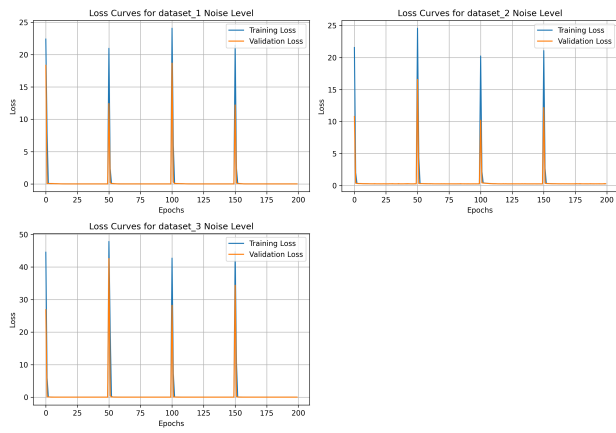 Loss Curves for dataset_1 Noise Level
25
20
15
10
5
0
Loss
Training Loss
Validation Loss
0 25 50 75 100 125 150 175 200
Epochs
Loss Curves for dataset_2 Noise Level
25
20
15
10
5
0
Loss
Training Loss
Validation Loss
0 25 50 75 100 125 150 175 200
Epochs
Loss Curves for dataset_3 Noise Level
50
40
30
20
10
0
Loss
Training Loss
Validation Loss
0 25 50 75 100 125 150 175 200
Epochs